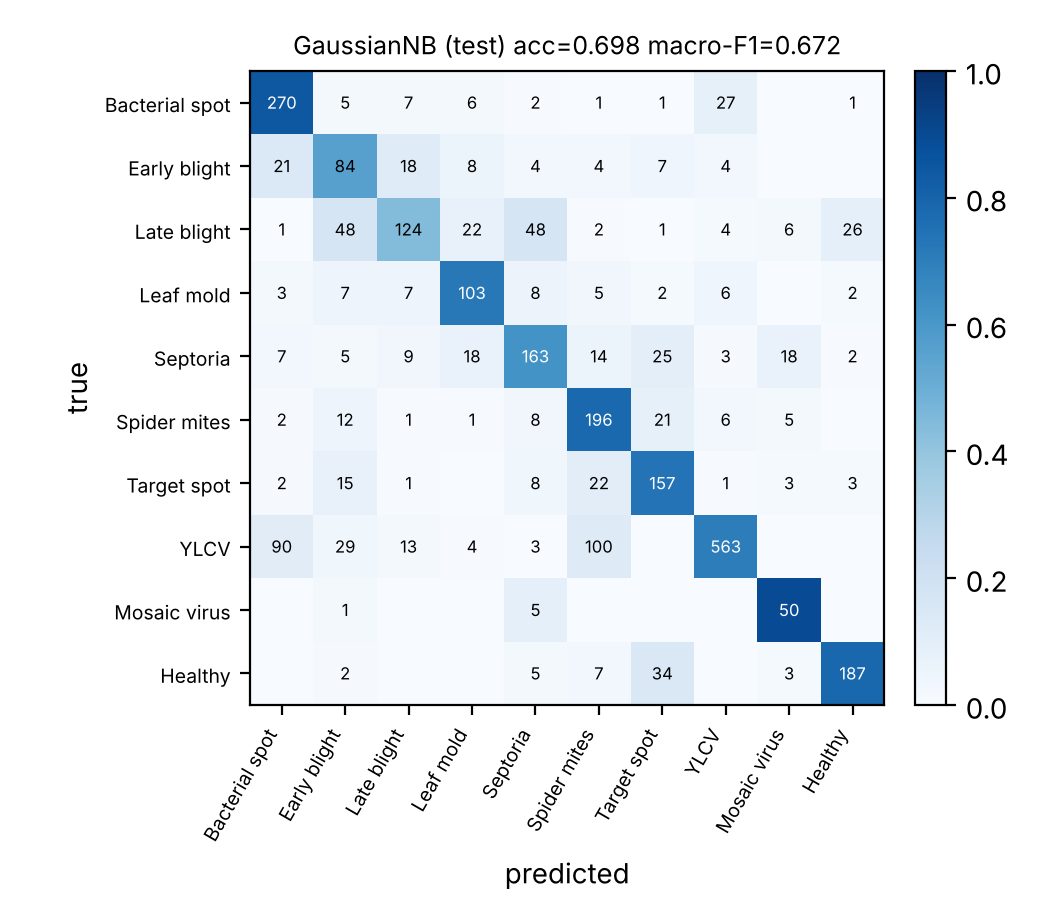 GaussianNB (test) acc=0.698 macro-F1=0.672
Bacterial spot 270 5 7 6 2 1 1 27 1
Early blight 21 84 18 8 4 4 7 4
Late blight 1 48 124 22 48 2 1 4 6 26
Leaf mold 3 7 7 103 8 5 2 6 2
Septoria 7 5 9 18 163 14 25 3 18 2
Spider mites 2 12 1 1 8 196 21 6 5
Target spot 2 15 1 8 22 157 1 3 3
YLCV 90 29 13 4 3 100 563
Mosaic virus 1 5 50
Healthy 2 5 7 34 3 187
true
Bacterial spot Early blight Late blight Leaf mold Septoria Spider mites Target spot YLCV Mosaic virus Healthy
predicted
1.0
0.8
0.6
0.4
0.2
0.0